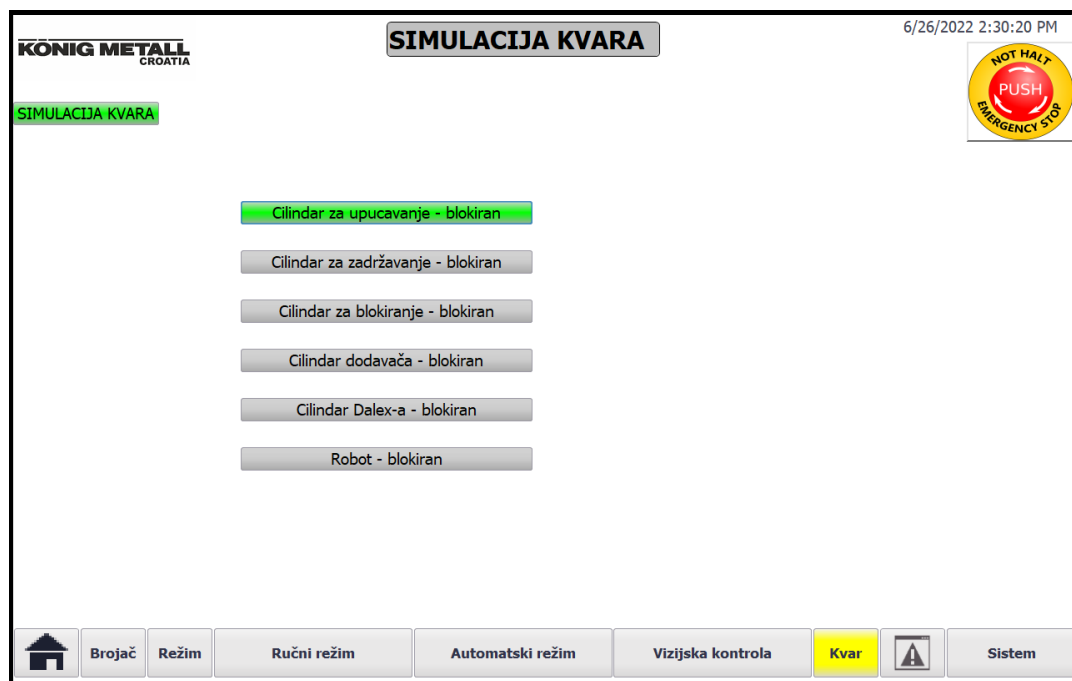 KÖNIG METALL
CROATIA
SIMULACIJA KVARA
6/26/2022 2:30:20 PM
NOT HALT
PUSH
EMERGENCY STOP
SIMULACIJA KVARA
Cilindar za upucavanje - blokiran
Cilindar za zadržavanje - blokiran
Cilindar za blokiranje - blokiran
Cilindar dodavača - blokiran
Cilindar Dalex-a - blokiran
Robot - blokiran
Brojač Režim Ručni režim Automatski režim Vizijska kontrola Kvar Sistem